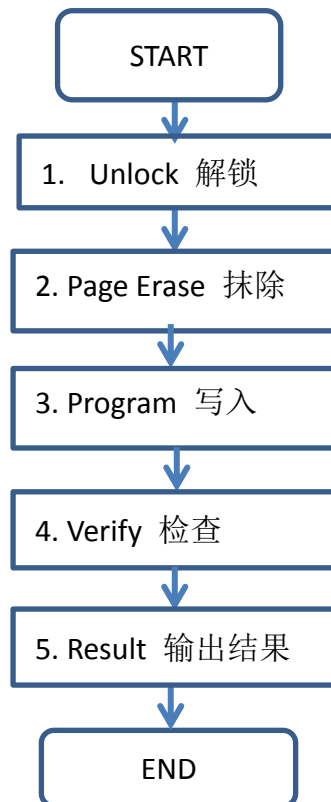 START
1. Unlock 解锁
2. Page Erase 抹除
3. Program 写入
4. Verify 检查
5. Result 输出结果
END